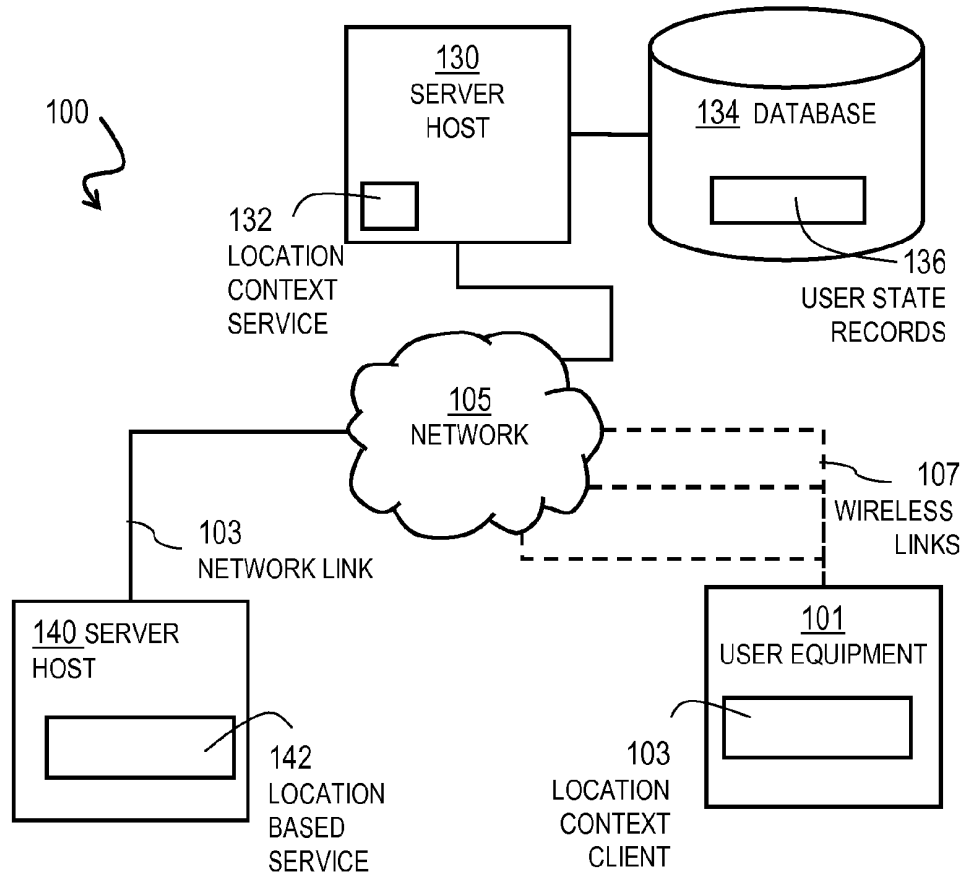 100
130
SERVER
HOST
134 DATABASE
132
LOCATION
CONTEXT
SERVICE
136
USER STATE
RECORDS
105
NETWORK
107
WIRELESS
LINKS
103
NETWORK LINK
140 SERVER
HOST
101
USER EQUIPMENT
142
LOCATION
BASED
SERVICE
103
LOCATION
CONTEXT
CLIENT